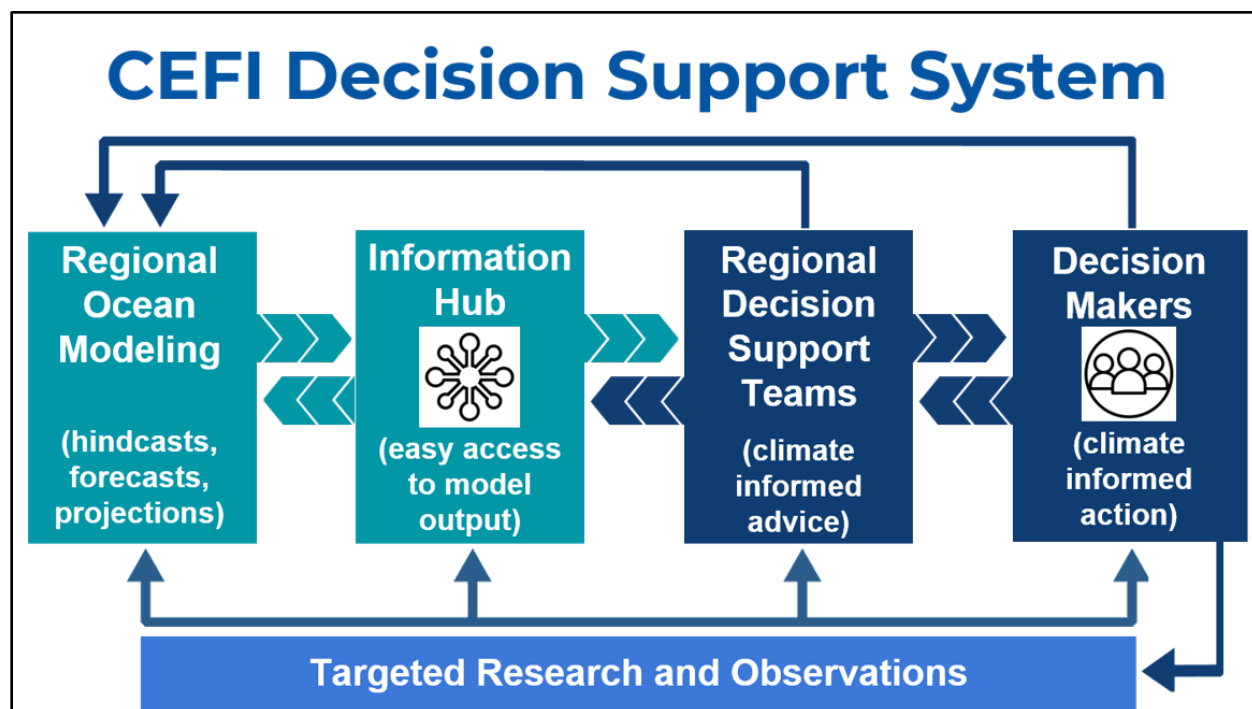 CEFI Decision Support System
Regional
Ocean
Modeling
(hindcasts,
forecasts,
projections)
Information
Hub
(easy access
to model
output)
Regional
Decision
Support
Teams
(climate
informed
advice)
Decision
Makers
(climate
informed
action)
Targeted Research and Observations